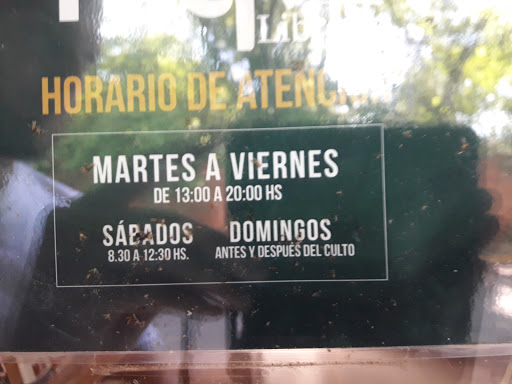 HORARIO DE ATENCI
MARTES A VIERNES
DE 13:00 A 20:00 HS
SÁBADOS
8.30 A 12:30 HS.
DOMINGOS
ANTES Y DESPUÉS DEL CULTO